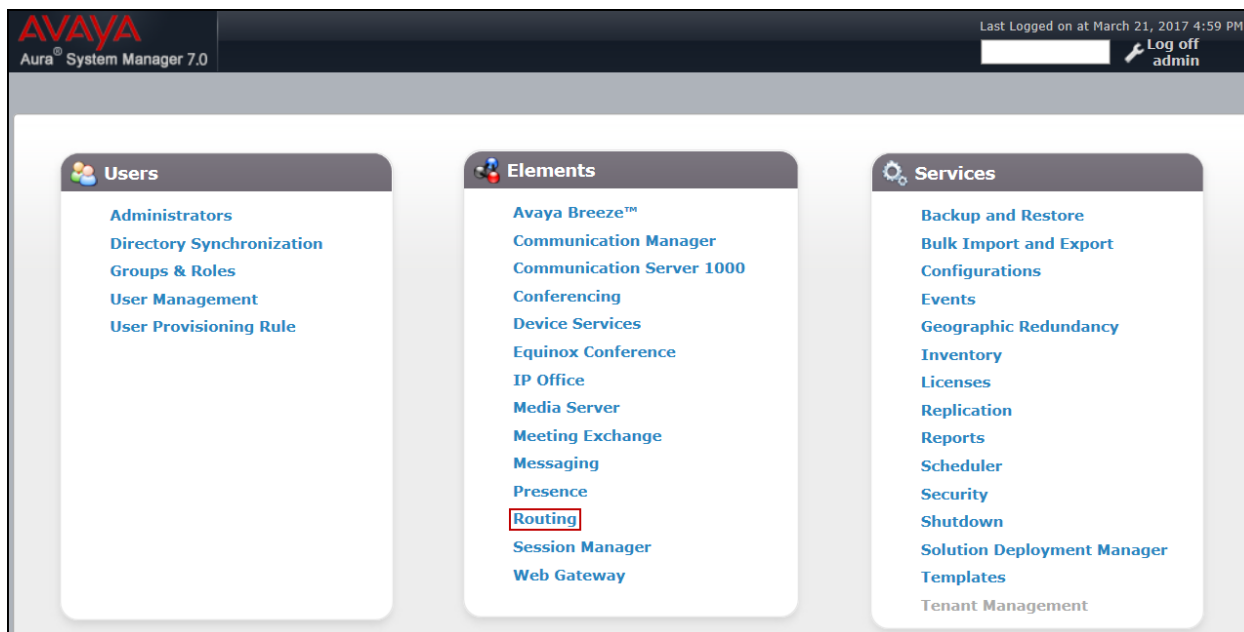 AVAYA
Aura® System Manager 7.0
Last Logged on at March 21, 2017 4:59 PM
Log off
admin
Users
Administrators
Directory Synchronization
Groups & Roles
User Management
User Provisioning Rule
Elements
Avaya Breeze™
Communication Manager
Communication Server 1000
Conferencing
Device Services
Equinox Conference
IP Office
Media Server
Meeting Exchange
Messaging
Presence
Routing
Session Manager
Web Gateway
Services
Backup and Restore
Bulk Import and Export
Configurations
Events
Geographic Redundancy
Inventory
Licenses
Replication
Reports
Scheduler
Security
Shutdown
Solution Deployment Manager
Templates
Tenant Management